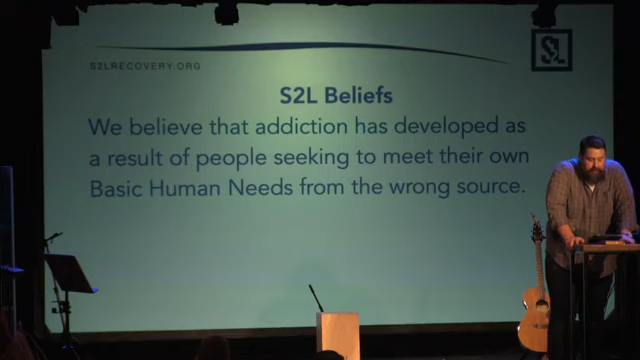 S2LRECOVERY.ORG
S2L
S2L Beliefs
We believe that addiction has developed as
a result of people seeking to meet their own
Basic Human Needs from the wrong source.